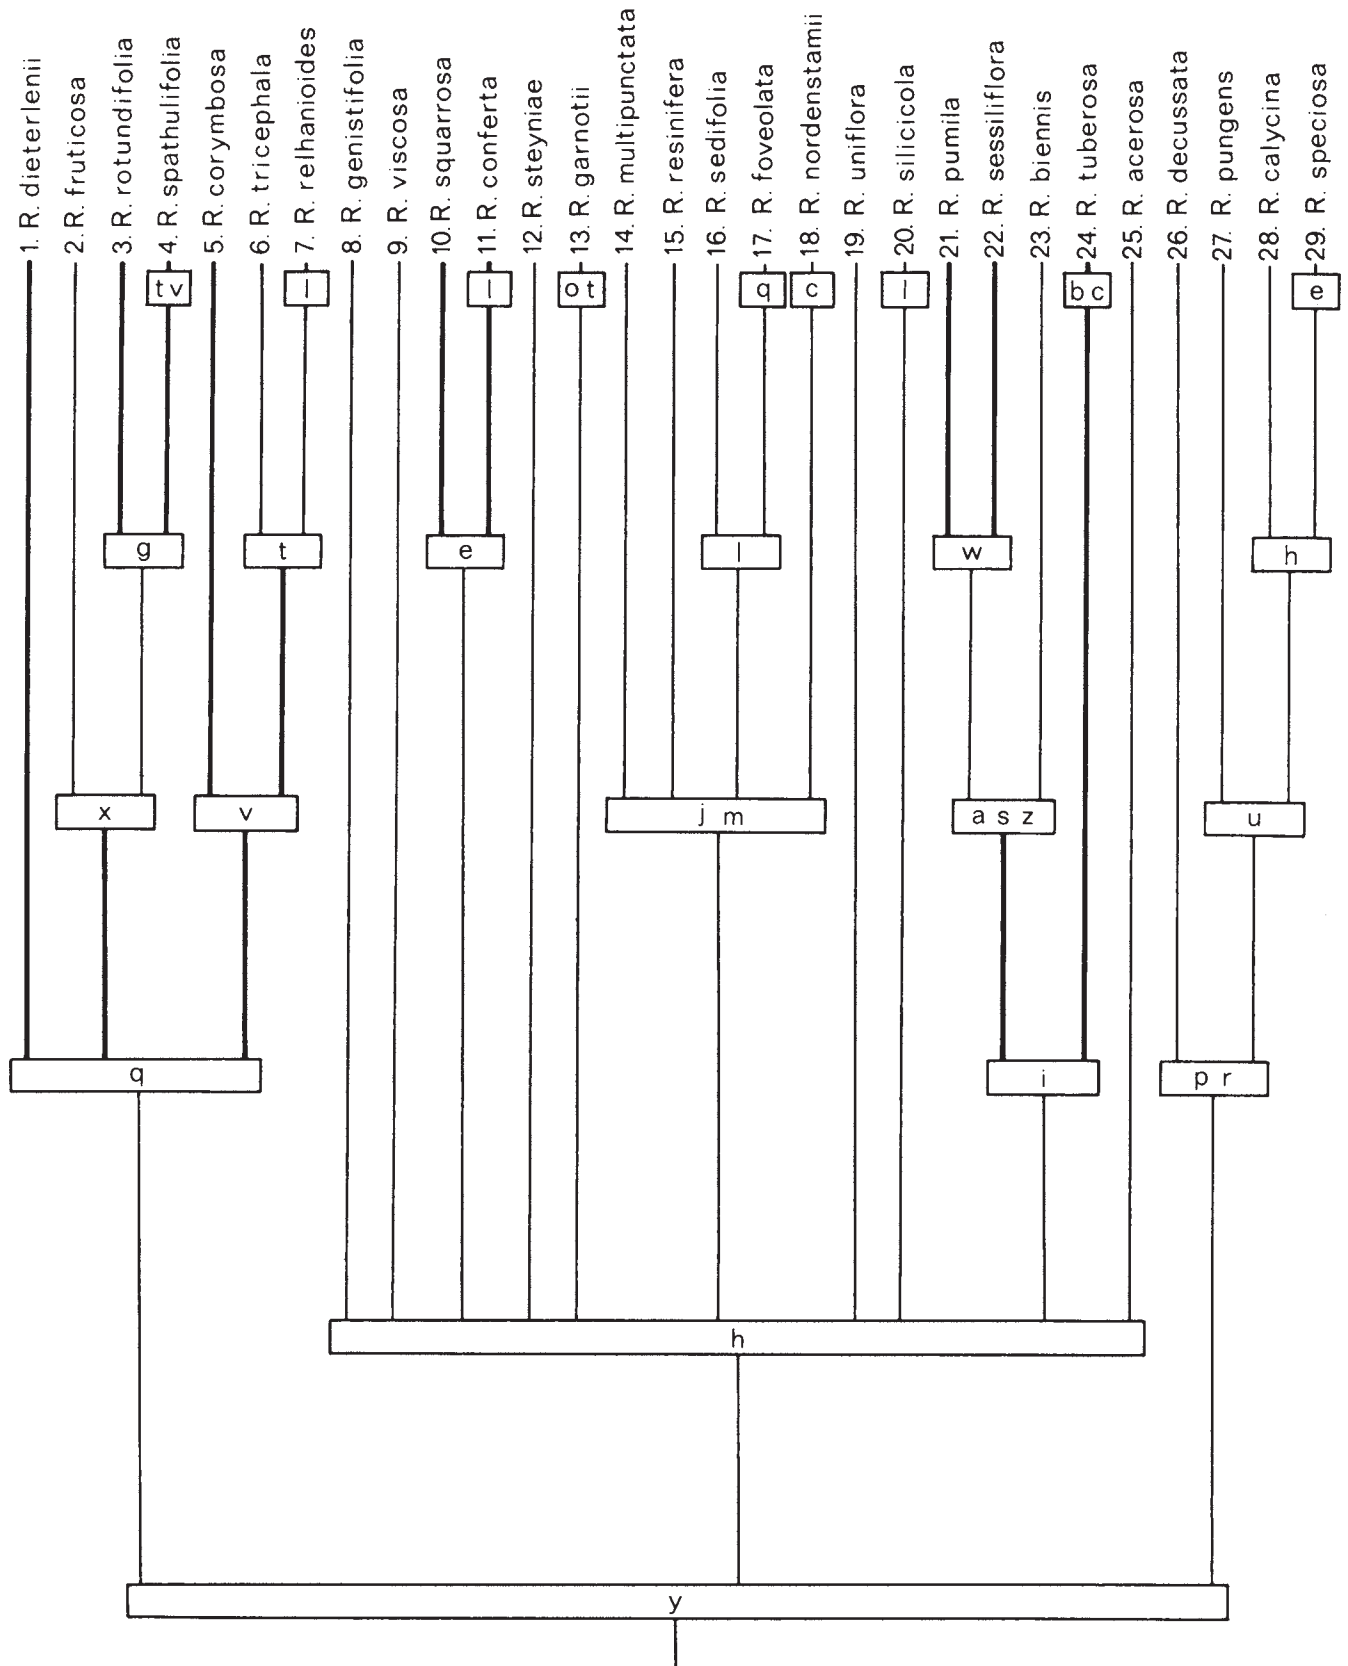 1. R. dieterlenii
2. R. fruticosa
3. R. rotundifolia
4. R. spathulifolia
5. R. corymbosa
6. R. tricephala
7. R. relhanioides
8. R. genistifolia
9. R. viscosa
10. R. squarrosa
11. R. conferta
12. R. steyniae
13. R. garnotii
14. R. multipunctata
15. R. resinifera
16. R. sedifolia
17. R. foveolata
18. R. nordenstamii
19. R. uniflora
20. R. siliciicola
21. R. pumila
22. R. sessiliflora
23. R. biennis
24. R. tuberosa
25. R. acerosa
26. R. decussata
27. R. pungens
28. R. calycina
29. R. speciosa
t v
l
l
o t
q
c
l
b c
e
g
t
e
l
w
h
x
v
j m
a s z
u
q
i
p r
h
y